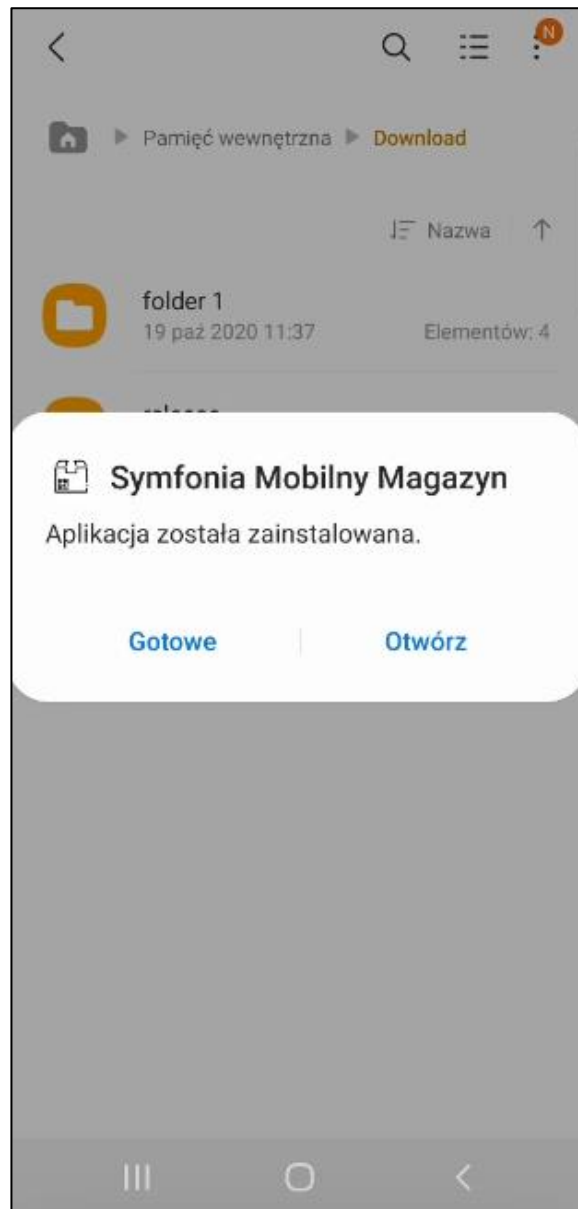 N
Pamięć wewnętrzna Download
Nazwa
folder 1
19 paź 2020 11:37 Elementów: 4
Symfonia Mobilny Magazyn
Aplikacja została zainstalowana.
Gotowe Otwórz